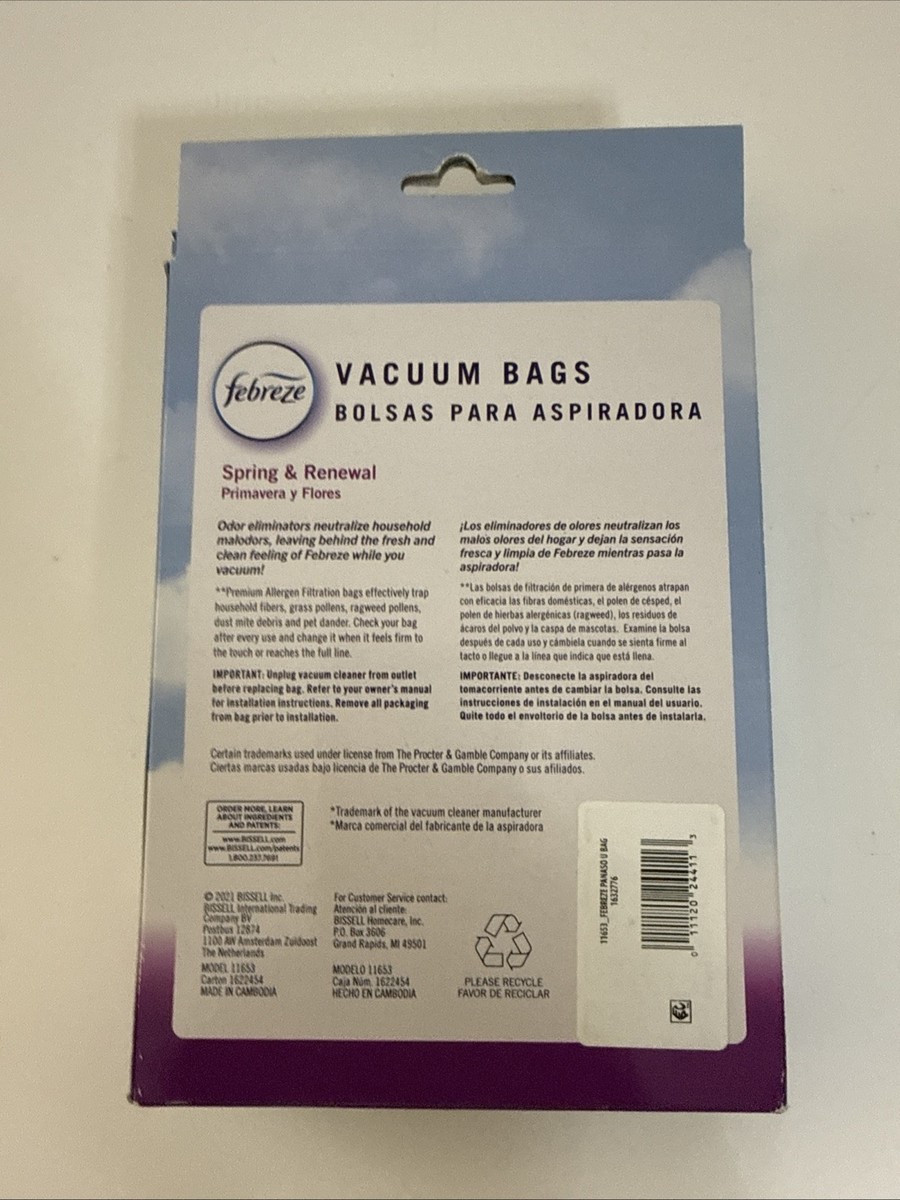 febreze
VACUUM BAGS
BOLSAS PARA ASPIRADORA
Spring & Renewal
Primavera y Flores
Odor eliminators neutralize household
malodors, leaving behind the fresh and
clean feeling of Febreze while you
vacuum!
**Premium Allergen Filtration bags effectively trap
household fibers, grass pollens, ragweed pollens,
dust mite debris and pet dander. Check your bag
after every use and change it when it feels firm to
the touch or reaches the full line.
IMPORTANT: Unplug vacuum cleaner from outlet
before replacing bag. Refer to your owner's manual
for installation instructions. Remove all packaging
from bag prior to installation.
¡Los eliminadores de olores neutralizan los
malos olores del hogar y dejan la sensación
fresca y limpia de Febreze mientras pasa la
aspiradora!
**Las bolsas de filtración de primera de alérgenos atrapan
con eficacia las fibras domésticas, el polen de césped, el
polen de hierbas alergénicas (ragweed), los residuos de
ácaros del polvo y la caspa de mascotas. Examine la bolsa
después de cada uso y cámbiela cuando se sienta firme al
tacto o llegue a la línea que indica que está llena.
IMPORTANTE: Desconecte la aspiradora del
tomacorriente antes de cambiar la bolsa. Consulte las
instrucciones de instalación en el manual del usuario.
Quite todo el envoltorio de la bolsa antes de instalarla.
Certain trademarks used under license from The Procter & Gamble Company or its affiliates.
Ciertas marcas usadas bajo licencia de The Procter & Gamble Company o sus afiliados.
ORDER MORE, LEARN
ABOUT INGREDIENTS
AND PATENTS:
www.BISSELL.com
www.BISSELL.com/patents
1.800.237.7691
*Trademark of the vacuum cleaner manufacturer
*Marca comercial del fabricante de la aspiradora
© 2021 BISSELL Inc.
BISSELL International Trading
Company BV
Postbus 12874
1100 AW Amsterdam Zuidoost
The Netherlands
MODEL 11653
Carton 1622454
MADE IN CAMBODIA
For Customer Service contact:
Atención al cliente:
BISSELL Homecare, Inc.
P.O. Box 3606
Grand Rapids, MI 49501
MODELO 11653
Caja Núm. 1622454
HECHO EN CAMBODIA
PLEASE RECYCLE
FAVOR DE RECICLAR
11653_FEBREZE PANASO U BAG
1632776
0 11120 24411 3